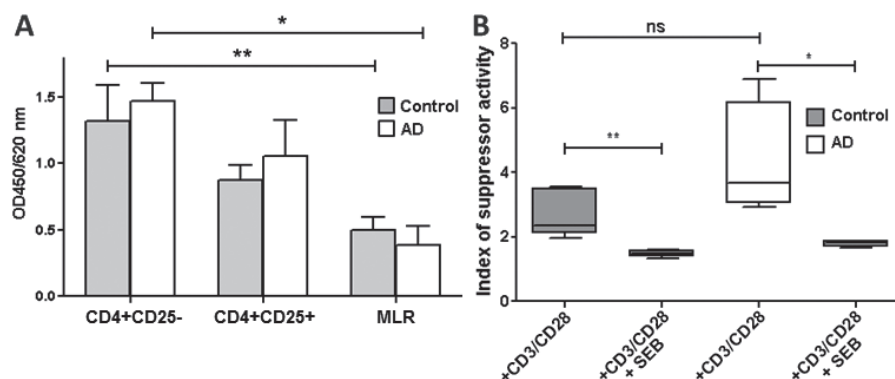 A
*
**
OD450/620 nm
1.5
1.0
0.5
0.0
Control
AD
CD4+CD25-
CD4+CD25+
MLR
B
ns
*
**
Index of suppressor activity
8
6
4
2
0
Control
AD
+CD3/CD28
+CD3/CD28
+ SEB
+CD3/CD28
+CD3/CD28
+ SEB